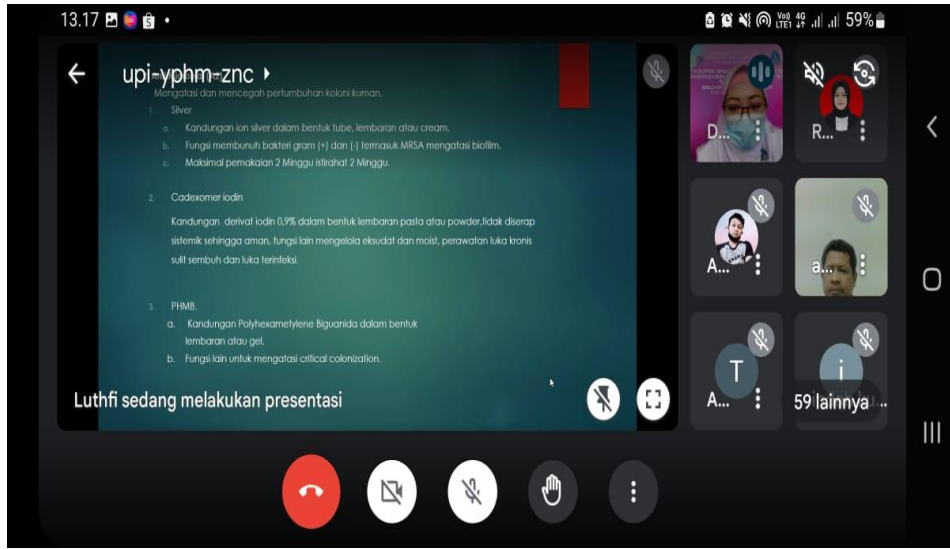 13.17
Voo) 4G
LTE1
59%
upi-yphm-znc
Mengatasi dan mencegah pertumbuhan koloni kuman.
1. Silver
a. Kandungan ion silver dalam bentuk tube, lembaran atau cream.
b. Fungsi membunuh bakteri gram (+) dan (-) termasuk MRSA mengatasi biofilm.
c. Maksimal pemakaian 2 Minggu istirahat 2 Minggu.
2. Cadexomer iodin
Kandungan derivat iodin 0,9% dalam bentuk lembaran pasta atau powder,tidak diserap
sistemik sehingga aman, fungsi lain mengelola eksudat dan moist, perawatan luka kronis
sulit sembuh dan luka terinfeksi.
3. PHMB.
a. Kandungan Polyhexametylene Biguanida dalam bentuk
lembaran atau gel.
b. Fungsi lain untuk mengatasi critical colonization.
Luthfi sedang melakukan presentasi
D...
R...
A...
a...
T
A...
i
59 lainnya